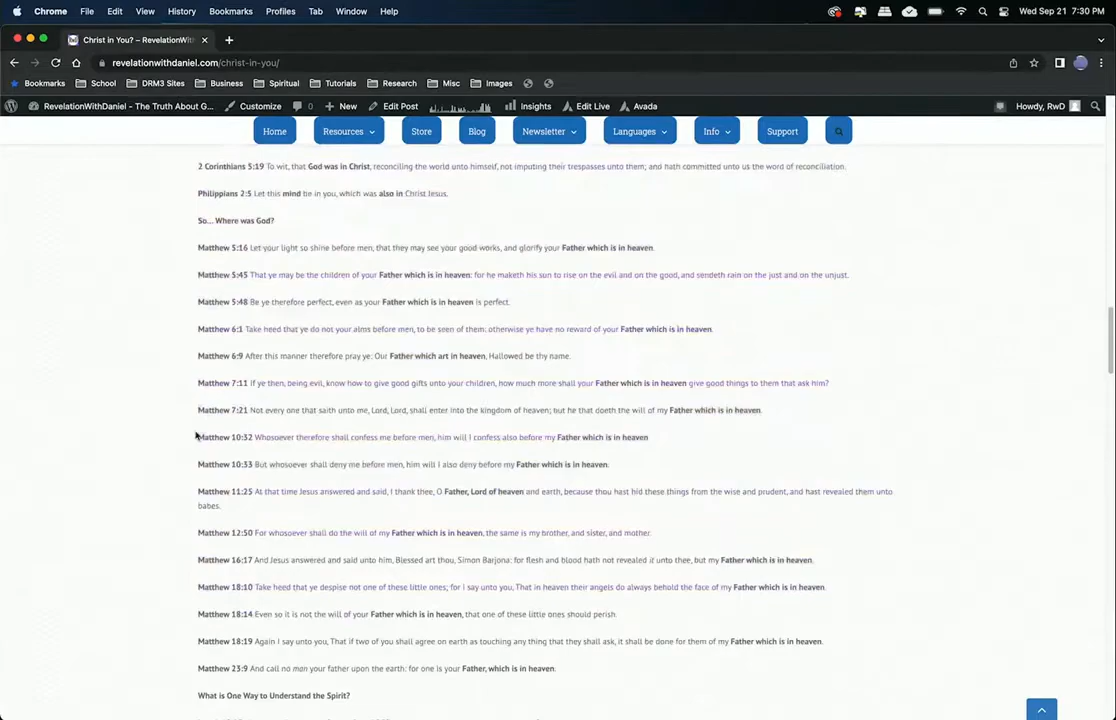 Chrome File Edit View History Bookmarks Profiles Tab Window Help Wed Sep 21 7:30 PM
Christ in You? – RevelationWit
revelationwithdaniel.com/christ-in-you/
Bookmarks School DRM3 Sites Business Spiritual Tutorials Research Misc Images
RevelationWithDaniel - The Truth About G... Customize 0 New Edit Post Insights Edit Live Avada Howdy, RwD
Home Resources Store Blog Newsletter Languages Info Support
2 Corinthians 5:19 To wit, that God was in Christ, reconciling the world unto himself, not imputing their trespasses unto them; and hath committed unto us the word of reconciliation.
Philippians 2:5 Let this mind be in you, which was also in Christ Jesus.
So... Where was God?
Matthew 5:16 Let your light so shine before men, that they may see your good works, and glorify your Father which is in heaven.
Matthew 5:45 That ye may be the children of your Father which is in heaven: for he maketh his sun to rise on the evil and on the good, and sendeth rain on the just and on the unjust.
Matthew 5:48 Be ye therefore perfect, even as your Father which is in heaven is perfect.
Matthew 6:1 Take heed that ye do not your alms before men, to be seen of them: otherwise ye have no reward of your Father which is in heaven.
Matthew 6:9 After this manner therefore pray ye: Our Father which art in heaven, Hallowed be thy name.
Matthew 7:11 If ye then, being evil, know how to give good gifts unto your children, how much more shall your Father which is in heaven give good things to them that ask him?
Matthew 7:21 Not every one that saith unto me, Lord, Lord, shall enter into the kingdom of heaven; but he that doeth the will of my Father which is in heaven.
Matthew 10:32 Whosoever therefore shall confess me before men, him will I confess also before my Father which is in heaven
Matthew 10:33 But whosoever shall deny me before men, him will I also deny before my Father which is in heaven.
Matthew 11:25 At that time Jesus answered and said, I thank thee, O Father, Lord of heaven and earth, because thou hast hid these things from the wise and prudent, and hast revealed them unto
babes.
Matthew 12:50 For whosoever shall do the will of my Father which is in heaven, the same is my brother, and sister, and mother.
Matthew 16:17 And Jesus answered and said unto him, Blessed art thou, Simon Barjona: for flesh and blood hath not revealed it unto thee, but my Father which is in heaven.
Matthew 18:10 Take heed that ye despise not one of these little ones; for I say unto you, That in heaven their angels do always behold the face of my Father which is in heaven.
Matthew 18:14 Even so it is not the will of your Father which is in heaven, that one of these little ones should perish.
Matthew 18:19 Again I say unto you, That if two of you shall agree on earth as touching any thing that they shall ask, it shall be done for them of my Father which is in heaven.
Matthew 23:9 And call no man your father upon the earth: for one is your Father, which is in heaven.
What is One Way to Understand the Spirit?